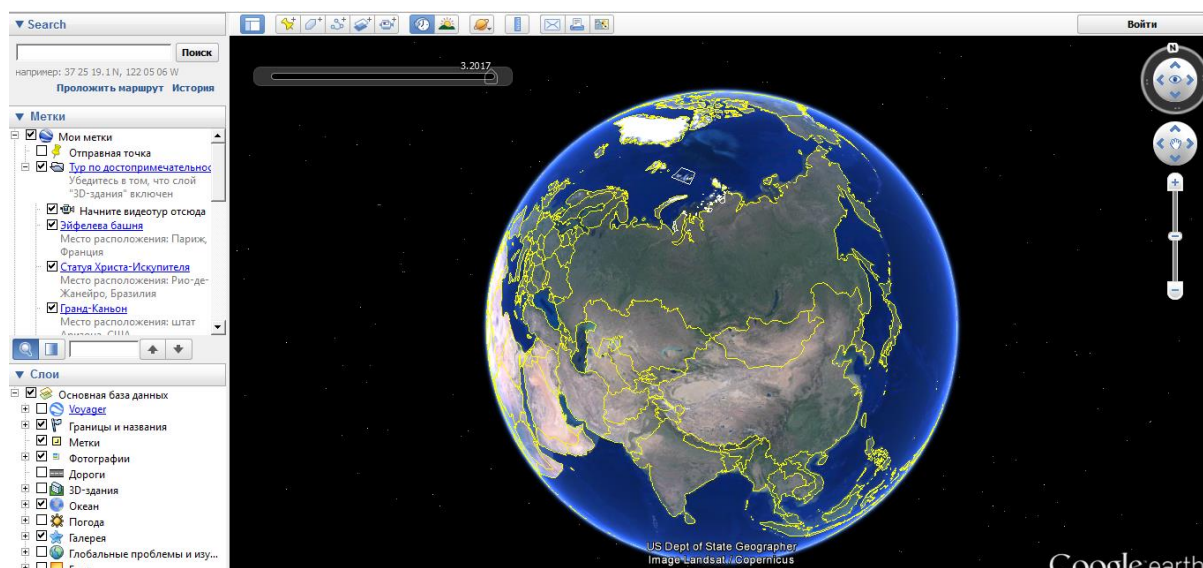 Search
Поиск
например: 37 25 19.1 N, 122 05 06 W
Проложить маршрут История
Метки
Мои метки
Отправная точка
Тур по достопримечательнос
Убедитесь в том, что слой
"3D-здания" включен
Начните видеотур отсюда
Эйфелева башня
Место расположения: Париж,
Франция
Статуя Христа-Искупителя
Место расположения: Рио-де-
Жанейро, Бразилия
Гранд-Каньон
Место расположения: штат
Аризона, США
Слои
Основная база данных
Voyager
Границы и названия
Метки
Фотографии
Дороги
3D-здания
Океан
Погода
Галерея
Глобальные проблемы и изу...
Войти
3.2017
N
US Dept of State Geographer
Image Landsat / Copernicus
Google earth